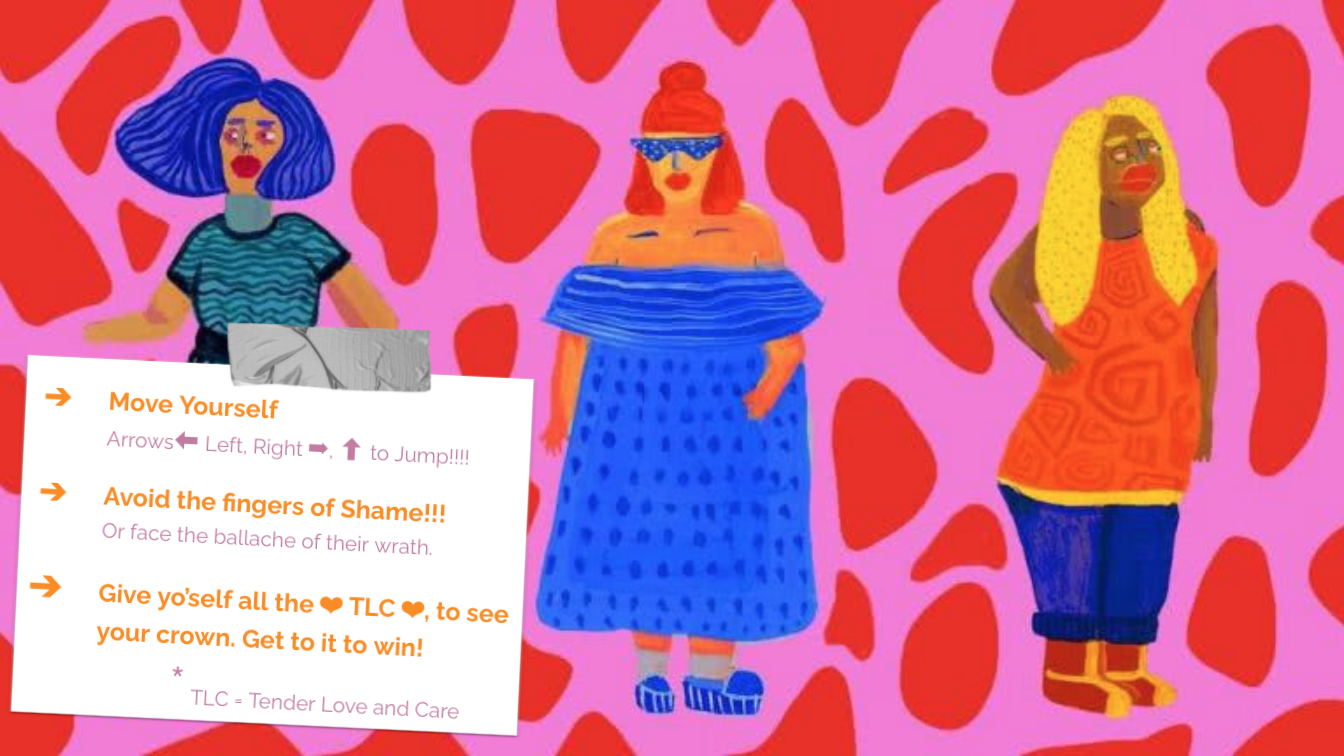 ➔ Move Yourself
Arrows⬅ Left, Right ➡, ⬆ to Jump!!!!
➔ Avoid the fingers of Shame!!!
Or face the ballache of their wrath.
➔ Give yo'self all the ❤ TLC ❤, to see
your crown. Get to it to win!
*
TLC = Tender Love and Care